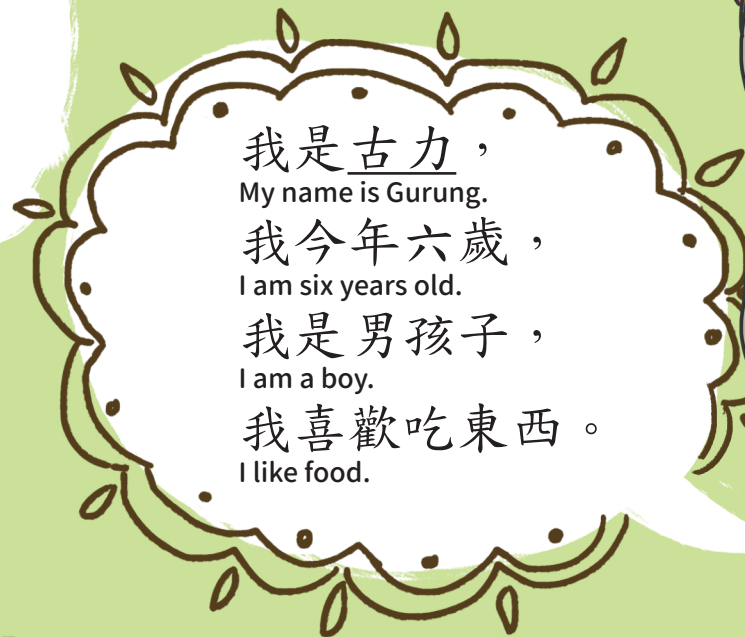 我是古力，
My name is Gurung.
我今年六歲，
I am six years old.
我是男孩子，
I am a boy.
我喜歡吃東西。
I like food.